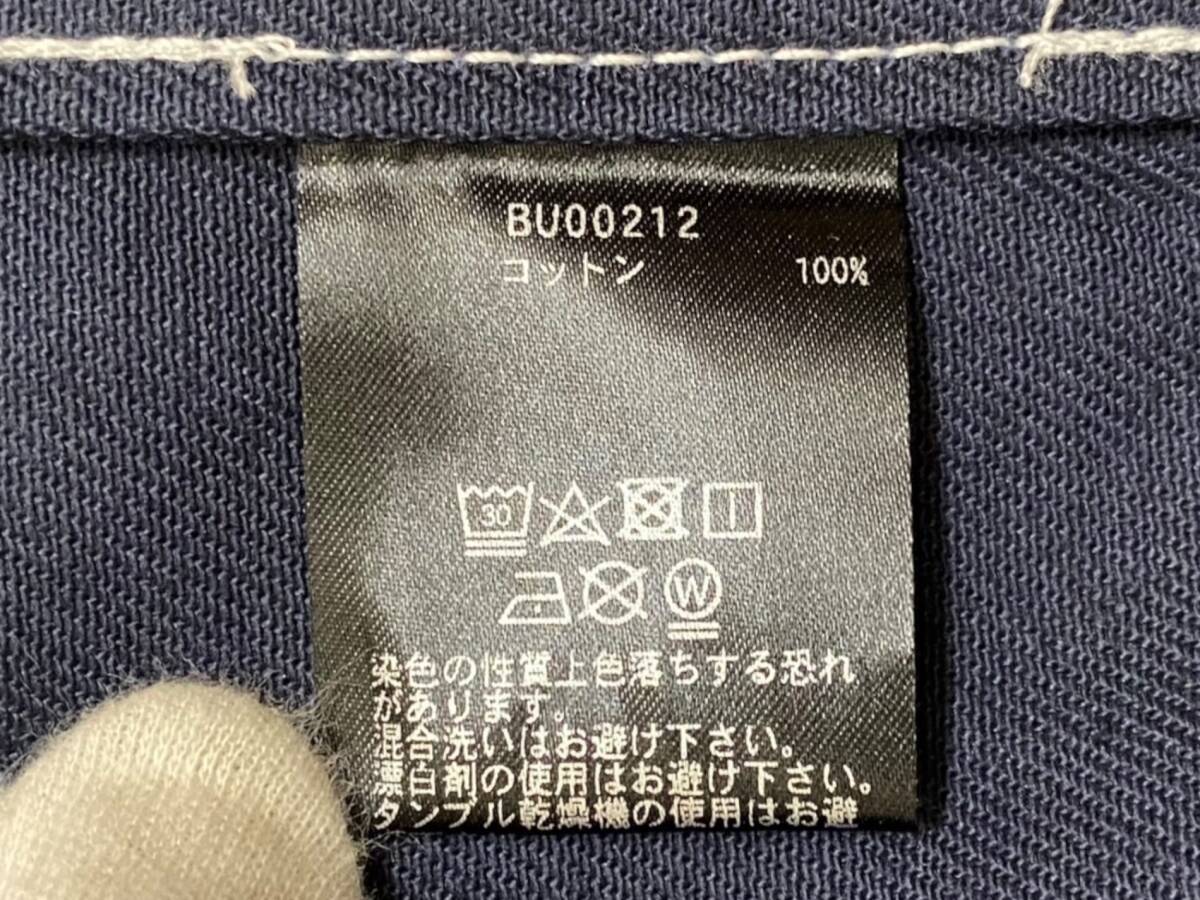 BU00212
コットン 100%
30
W
染色の性質上色落ちする恐れ
があります。
混合洗いはお避け下さい。
漂白剤の使用はお避け下さい。
タンブル乾燥機の使用はお避